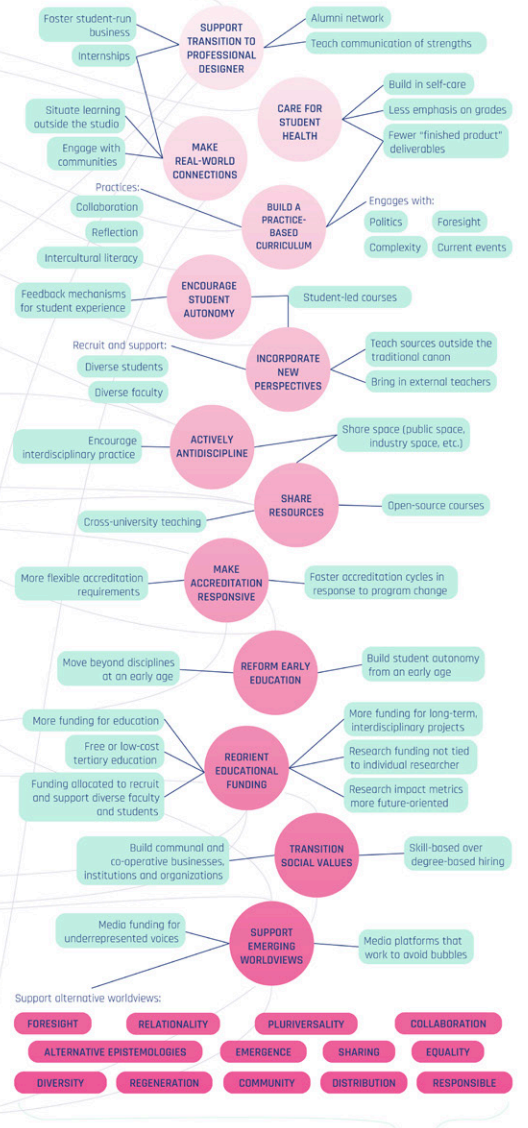 Foster student-run
business
Internships
SUPPORT
TRANSITION TO
PROFESSIONAL
DESIGNER
Alumni network
Teach communication of strengths
Situate learning
outside the studio
Engage with
communities
MAKE
REAL-WORLD
CONNECTIONS
CARE FOR
STUDENT
HEALTH
Build in self-care
Less emphasis on grades
Fewer “finished product”
deliverables
Practices:
Collaboration
Reflection
Intercultural literacy
BUILD A
PRACTICE-
BASED
CURRICULUM
Engages with:
Politics
Foresight
Complexity
Current events
Feedback mechanisms
for student experience
ENCOURAGE
STUDENT
AUTONOMY
Student-led courses
Recruit and support:
Diverse students
Diverse faculty
INCORPORATE
NEW
PERSPECTIVES
Teach sources outside the
traditional canon
Bring in external teachers
Encourage
interdisciplinary practice
ACTIVELY
ANTIDISCIPLINE
Share space (public space,
industry space, etc.)
Cross-university teaching
SHARE
RESOURCES
Open-source courses
More flexible accreditation
requirements
MAKE
ACCREDITATION
RESPONSIVE
Faster accreditation cycles in
response to program change
Move beyond disciplines
at an early age
REFORM EARLY
EDUCATION
Build student autonomy
from an early age
More funding for education
Free or low-cost
tertiary education
Funding allocated to recruit
and support diverse faculty
and students
REORIENT
EDUCATIONAL
FUNDING
More funding for long-term,
interdisciplinary projects
Research funding not tied
to individual researcher
Research impact metrics
more future-oriented
Build communal and
co-operative businesses,
institutions and organizations
TRANSITION
SOCIAL VALUES
Skill-based over
degree-based hiring
Media funding for
underrepresented voices
SUPPORT
EMERGING
WORLDVIEWS
Media platforms that
work to avoid bubbles
Support alternative worldviews:
FORESIGHT
RELATIONALITY
PLURIVERSALITY
COLLABORATION
ALTERNATIVE EPISTEMOLOGIES
EMERGENCE
SHARING
EQUALITY
DIVERSITY
REGENERATION
COMMUNITY
DISTRIBUTION
RESPONSIBLE